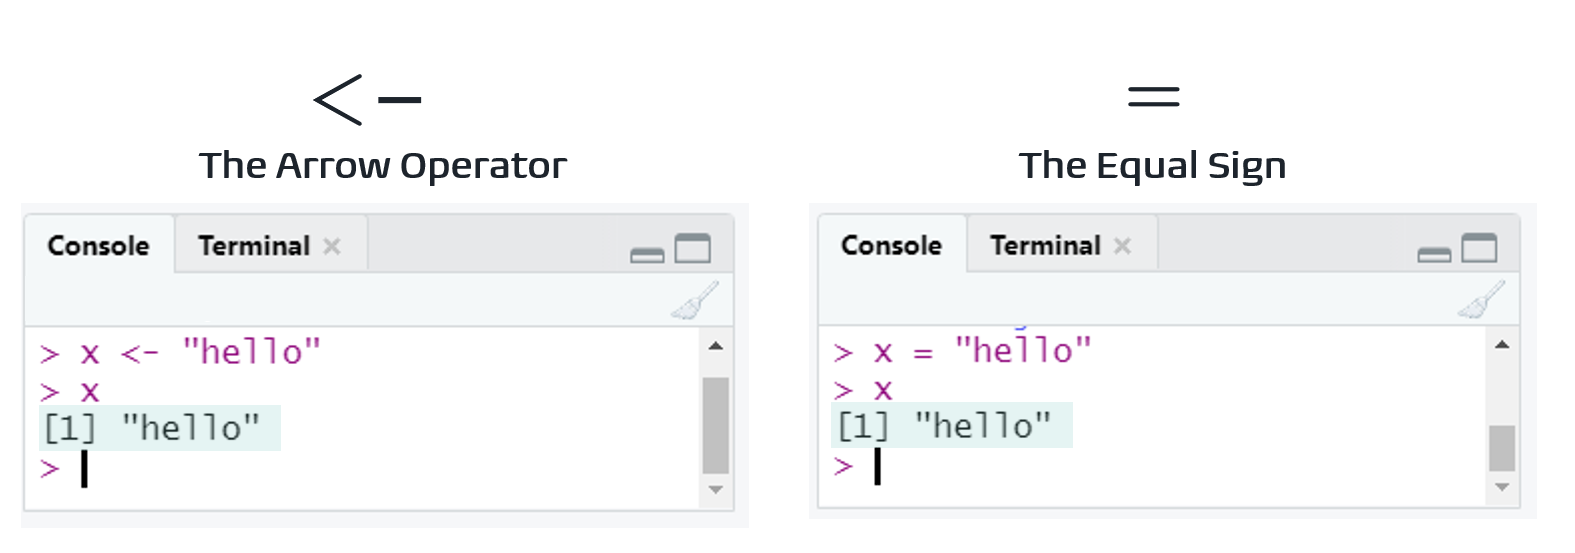 <-
The Arrow Operator
Console
Terminal
> x <- "hello"
> x
[1] "hello"
>
=
The Equal Sign
Console
Terminal
> x = "hello"
> x
[1] "hello"
>